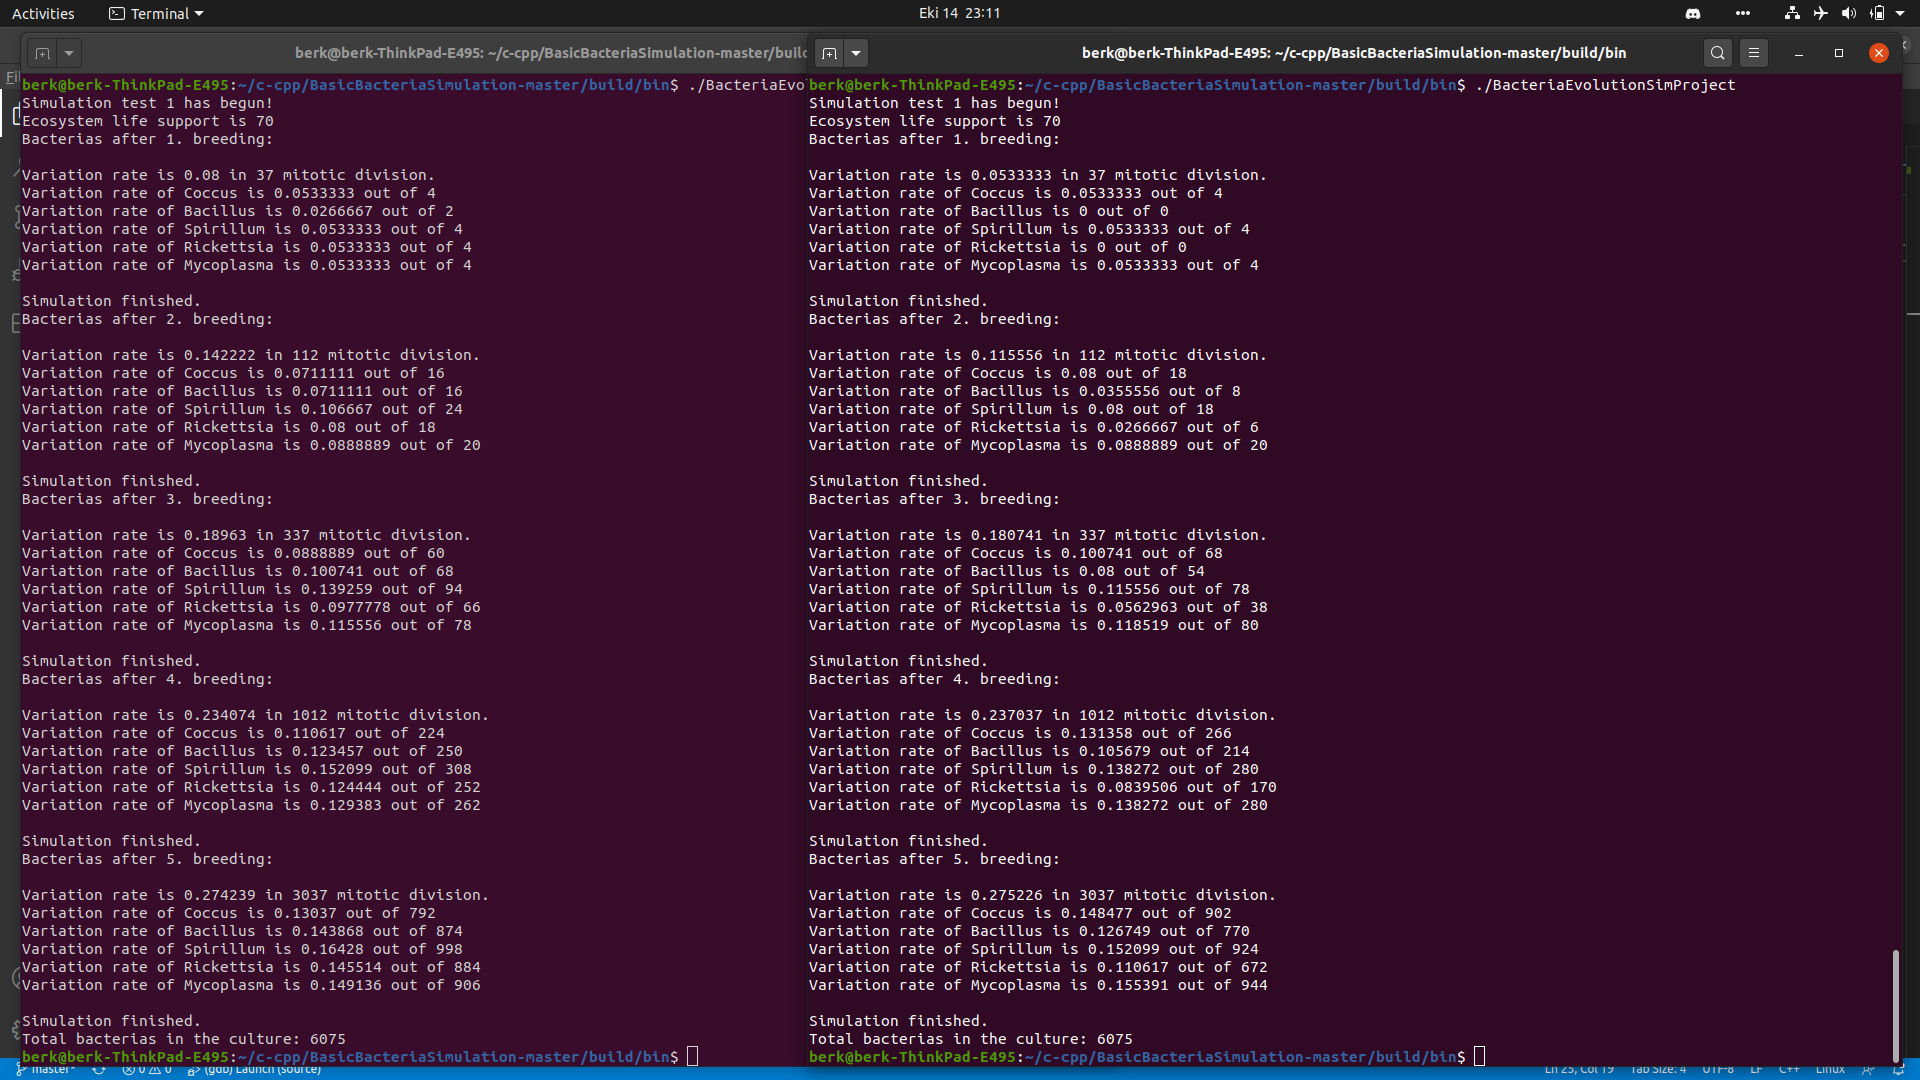 Activities
Terminal
Eki 14 23:11
berk@berk-ThinkPad-E495: ~/c-cpp/BasicBacteriaSimulation-master/build
berk@berk-ThinkPad-E495:~/c-cpp/BasicBacteriaSimulation-master/build/bin$ ./BacteriaEvo
Simulation test 1 has begun!
Ecosystem life support is 70
Bacterias after 1. breeding:
Variation rate is 0.08 in 37 mitotic division.
Variation rate of Coccus is 0.0533333 out of 4
Variation rate of Bacillus is 0.0266667 out of 2
Variation rate of Spirillum is 0.0533333 out of 4
Variation rate of Rickettsia is 0.0533333 out of 4
Variation rate of Mycoplasma is 0.0533333 out of 4
Simulation finished.
Bacterias after 2. breeding:
Variation rate is 0.142222 in 112 mitotic division.
Variation rate of Coccus is 0.0711111 out of 16
Variation rate of Bacillus is 0.0711111 out of 16
Variation rate of Spirillum is 0.106667 out of 24
Variation rate of Rickettsia is 0.08 out of 18
Variation rate of Mycoplasma is 0.0888889 out of 20
Simulation finished.
Bacterias after 3. breeding:
Variation rate is 0.18963 in 337 mitotic division.
Variation rate of Coccus is 0.0888889 out of 60
Variation rate of Bacillus is 0.100741 out of 68
Variation rate of Spirillum is 0.139259 out of 94
Variation rate of Rickettsia is 0.0977778 out of 66
Variation rate of Mycoplasma is 0.115556 out of 78
Simulation finished.
Bacterias after 4. breeding:
Variation rate is 0.234074 in 1012 mitotic division.
Variation rate of Coccus is 0.110617 out of 224
Variation rate of Bacillus is 0.123457 out of 250
Variation rate of Spirillum is 0.152099 out of 308
Variation rate of Rickettsia is 0.124444 out of 252
Variation rate of Mycoplasma is 0.129383 out of 262
Simulation finished.
Bacterias after 5. breeding:
Variation rate is 0.274239 in 3037 mitotic division.
Variation rate of Coccus is 0.13037 out of 792
Variation rate of Bacillus is 0.143868 out of 874
Variation rate of Spirillum is 0.16428 out of 998
Variation rate of Rickettsia is 0.145514 out of 884
Variation rate of Mycoplasma is 0.149136 out of 906
Simulation finished.
Total bacterias in the culture: 6075
berk@berk-ThinkPad-E495:~/c-cpp/BasicBacteriaSimulation-master/build/bin$
berk@berk-ThinkPad-E495: ~/c-cpp/BasicBacteriaSimulation-master/build/bin
berk@berk-ThinkPad-E495:~/c-cpp/BasicBacteriaSimulation-master/build/bin$ ./BacteriaEvolutionSimProject
Simulation test 1 has begun!
Ecosystem life support is 70
Bacterias after 1. breeding:
Variation rate is 0.0533333 in 37 mitotic division.
Variation rate of Coccus is 0.0533333 out of 4
Variation rate of Bacillus is 0 out of 0
Variation rate of Spirillum is 0.0533333 out of 4
Variation rate of Rickettsia is 0 out of 0
Variation rate of Mycoplasma is 0.0533333 out of 4
Simulation finished.
Bacterias after 2. breeding:
Variation rate is 0.115556 in 112 mitotic division.
Variation rate of Coccus is 0.08 out of 18
Variation rate of Bacillus is 0.0355556 out of 8
Variation rate of Spirillum is 0.08 out of 18
Variation rate of Rickettsia is 0.0266667 out of 6
Variation rate of Mycoplasma is 0.0888889 out of 20
Simulation finished.
Bacterias after 3. breeding:
Variation rate is 0.180741 in 337 mitotic division.
Variation rate of Coccus is 0.100741 out of 68
Variation rate of Bacillus is 0.08 out of 54
Variation rate of Spirillum is 0.115556 out of 78
Variation rate of Rickettsia is 0.0562963 out of 38
Variation rate of Mycoplasma is 0.118519 out of 80
Simulation finished.
Bacterias after 4. breeding:
Variation rate is 0.237037 in 1012 mitotic division.
Variation rate of Coccus is 0.131358 out of 266
Variation rate of Bacillus is 0.105679 out of 214
Variation rate of Spirillum is 0.138272 out of 280
Variation rate of Rickettsia is 0.0839506 out of 170
Variation rate of Mycoplasma is 0.138272 out of 280
Simulation finished.
Bacterias after 5. breeding:
Variation rate is 0.275226 in 3037 mitotic division.
Variation rate of Coccus is 0.148477 out of 902
Variation rate of Bacillus is 0.126749 out of 770
Variation rate of Spirillum is 0.152099 out of 924
Variation rate of Rickettsia is 0.110617 out of 672
Variation rate of Mycoplasma is 0.155391 out of 944
Simulation finished.
Total bacterias in the culture: 6075
berk@berk-ThinkPad-E495:~/c-cpp/BasicBacteriaSimulation-master/build/bin$
master* 0 0 (gdb) Launch (source) Ln 25, Col 19 Tab Size: 4 UTF-8 LF C++ Linux